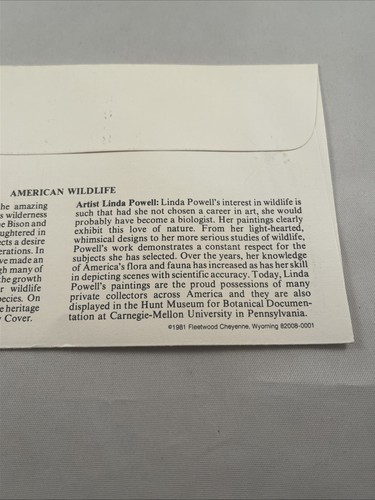 AMERICAN WILDLIFE
he amazing
s wilderness
e Bison and
ughtered in
cts a desire
erations. In
ve made an
gh many of
the growth
r wildlife
pecies. On
e heritage
Cover.
Artist Linda Powell: Linda Powell's interest in wildlife is
such that had she not chosen a career in art, she would
probably have become a biologist. Her paintings clearly
exhibit this love of nature. From her light-hearted,
whimsical designs to her more serious studies of wildlife,
Powell's work demonstrates a constant respect for the
subjects she has selected. Over the years, her knowledge
of America's flora and fauna has increased as has her skill
in depicting scenes with scientific accuracy. Today, Linda
Powell's paintings are the proud possessions of many
private collectors across America and they are also
displayed in the Hunt Museum for Botanical Documen-
tation at Carnegie-Mellon University in Pennsylvania.
©1981 Fleetwood Cheyenne, Wyoming 82008-0001